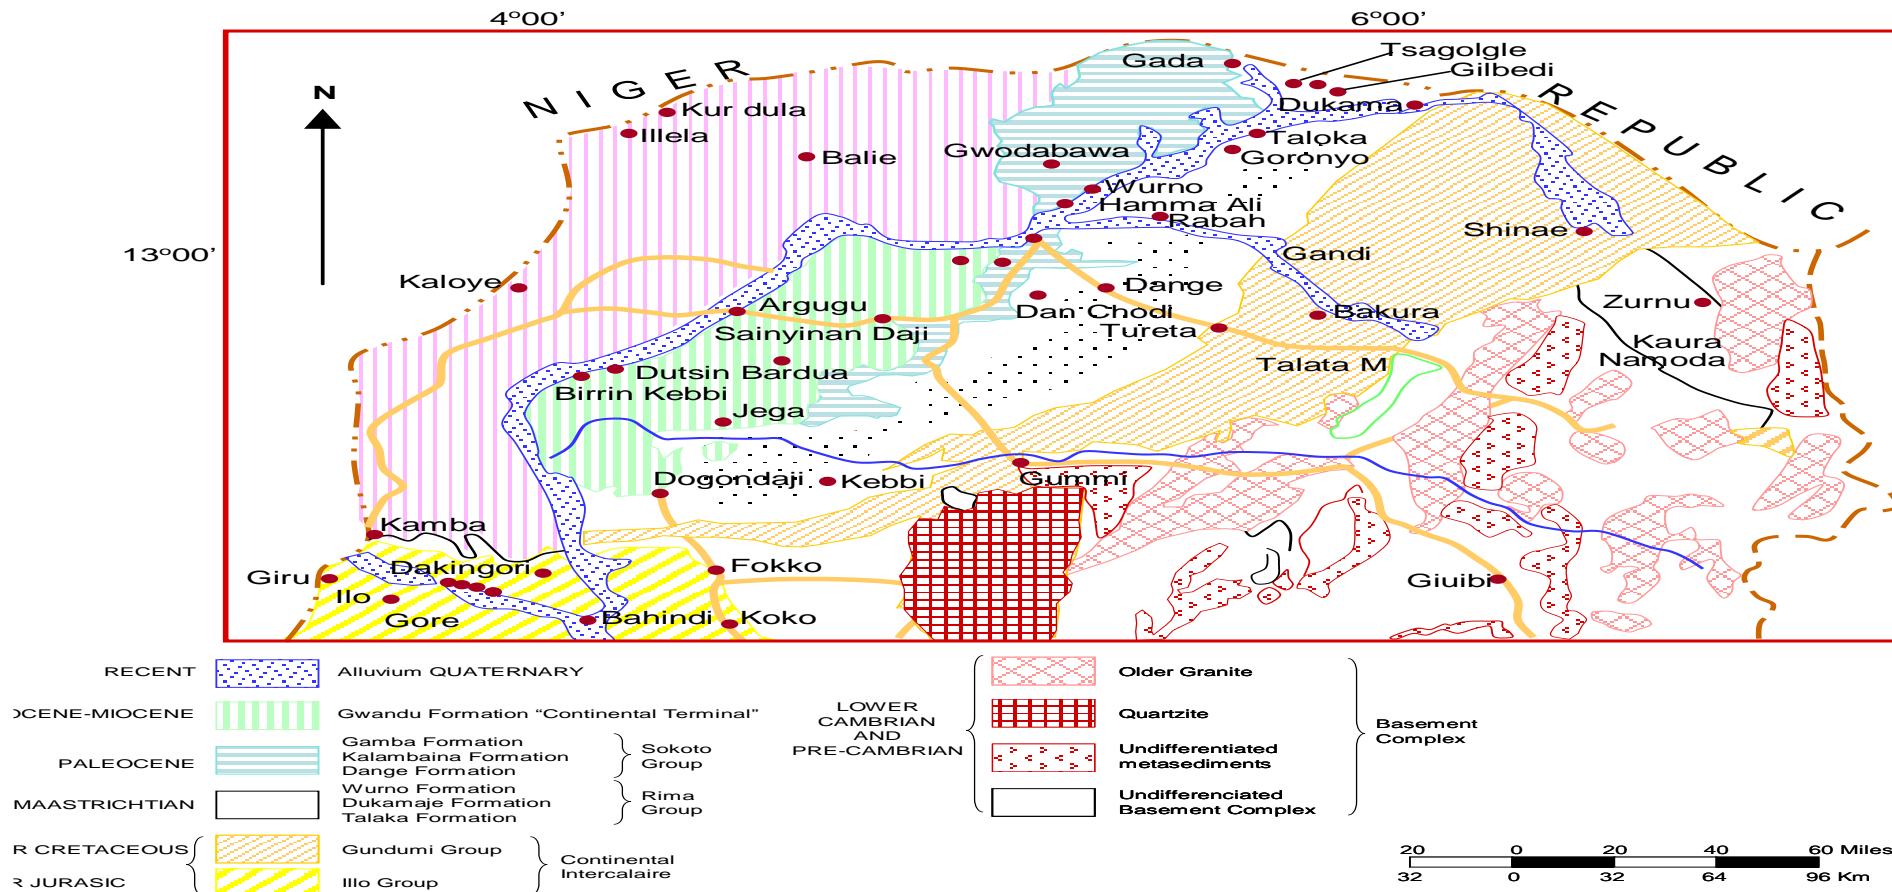 4°00’
6°00’
13°00’
N
NIGER
REPUBLIC
Gada
Tsagolgle
Gilbedi
Dukama
Kur dula
Illela
Balie
Gwodabawa
Taloka
Goronyo
Wurno
Hamma Ali
Rabah
Shinae
Gandi
Kaloye
Argugu
Dange
Dan Chodi
Zurnu
Bakura
Sainyinan Daji
Tureta
Kaura
Namoda
Talata M
Dutsin Bardua
Birrin Kebbi
Jega
Dogondaji
Kebbi
Gummi
Kamba
Dakingori
Fokko
Giru
Giuibi
Illo
Gore
Bahindi
Koko
RECENT
Alluvium QUATERNARY
OCENE-MIOCENE
Gwandu Formation “Continental Terminal”
PALEOCENE
Gamba Formation
Kalambaina Formation
Dange Formation
Sokoto
Group
MAASTRICHTIAN
Wurno Formation
Dukamaje Formation
Talaka Formation
Rima
Group
R CRETACEOUS
Gundumi Group
R JURASIC
Illo Group
Continental
Intercalaire
LOWER
CAMBRIAN
AND
PRE-CAMBRIAN
Older Granite
Quartzite
Undifferentiated
metasediments
Undifferenciated
Basement Complex
Basement
Complex
20 0 20 40 60 Miles
32 0 32 64 96 Km